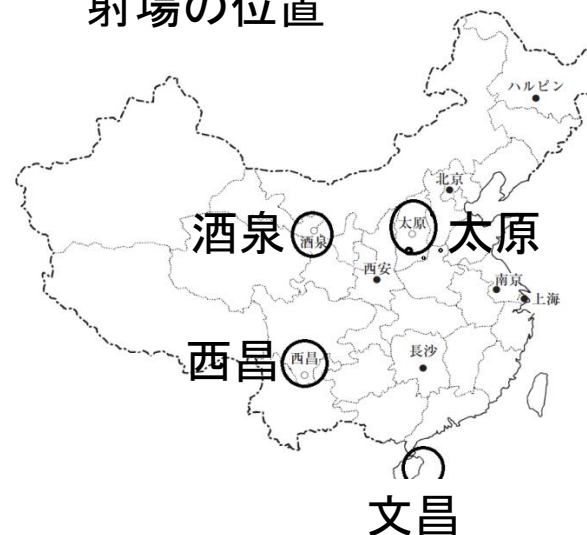 射場の位置
ハルピン
北京
酒泉
酒泉
太原
太原
西安
南京
上海
西昌
西昌
長沙
文昌